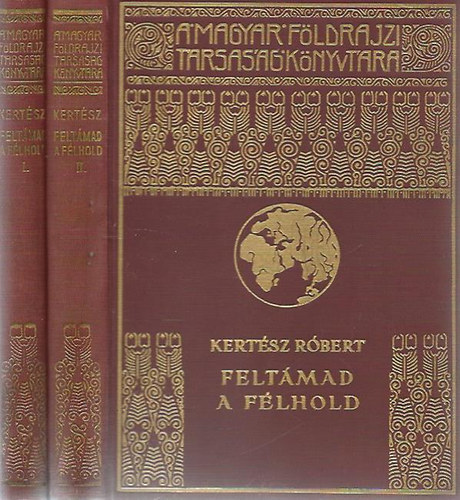 A MAGYAR
FÖLDRAJZI
TÁRSASÁG
KÖNYVTÁRA
KERTÉSZ
FELTÁMAD
A FÉLHOLD
I.
A MAGYAR
FÖLDRAJZI
TÁRSASÁG
KÖNYVTÁRA
KERTÉSZ
FELTÁMAD
A FÉLHOLD
II.
A MAGYAR FÖLDRAJZI
TÁRSASÁG KÖNYVTÁRA
KERTÉSZ RÓBERT
FELTÁMAD
A FÉLHOLD